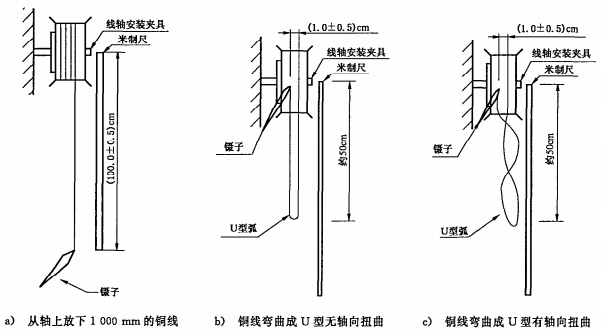 线轴安装夹具
米制尺
(100.0±0.5)cm
镊子
a) 从轴上放下 1 000 mm 的铜线
(1.0±0.5)cm
线轴安装夹具
米制尺
镊子
约50cm
U型弧
b) 铜线弯曲成 U 型无轴向扭曲
(1.0±0.5)cm
线轴安装夹具
米制尺
镊子
约50cm
U型弧
c) 铜线弯曲成 U 型有轴向扭曲